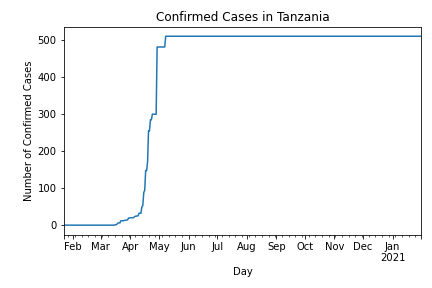 Confirmed Cases in Tanzania
Number of Confirmed Cases
500
400
300
200
100
0
Feb Mar Apr May Jun Jul Aug Sep Oct Nov Dec Jan
2021
Day